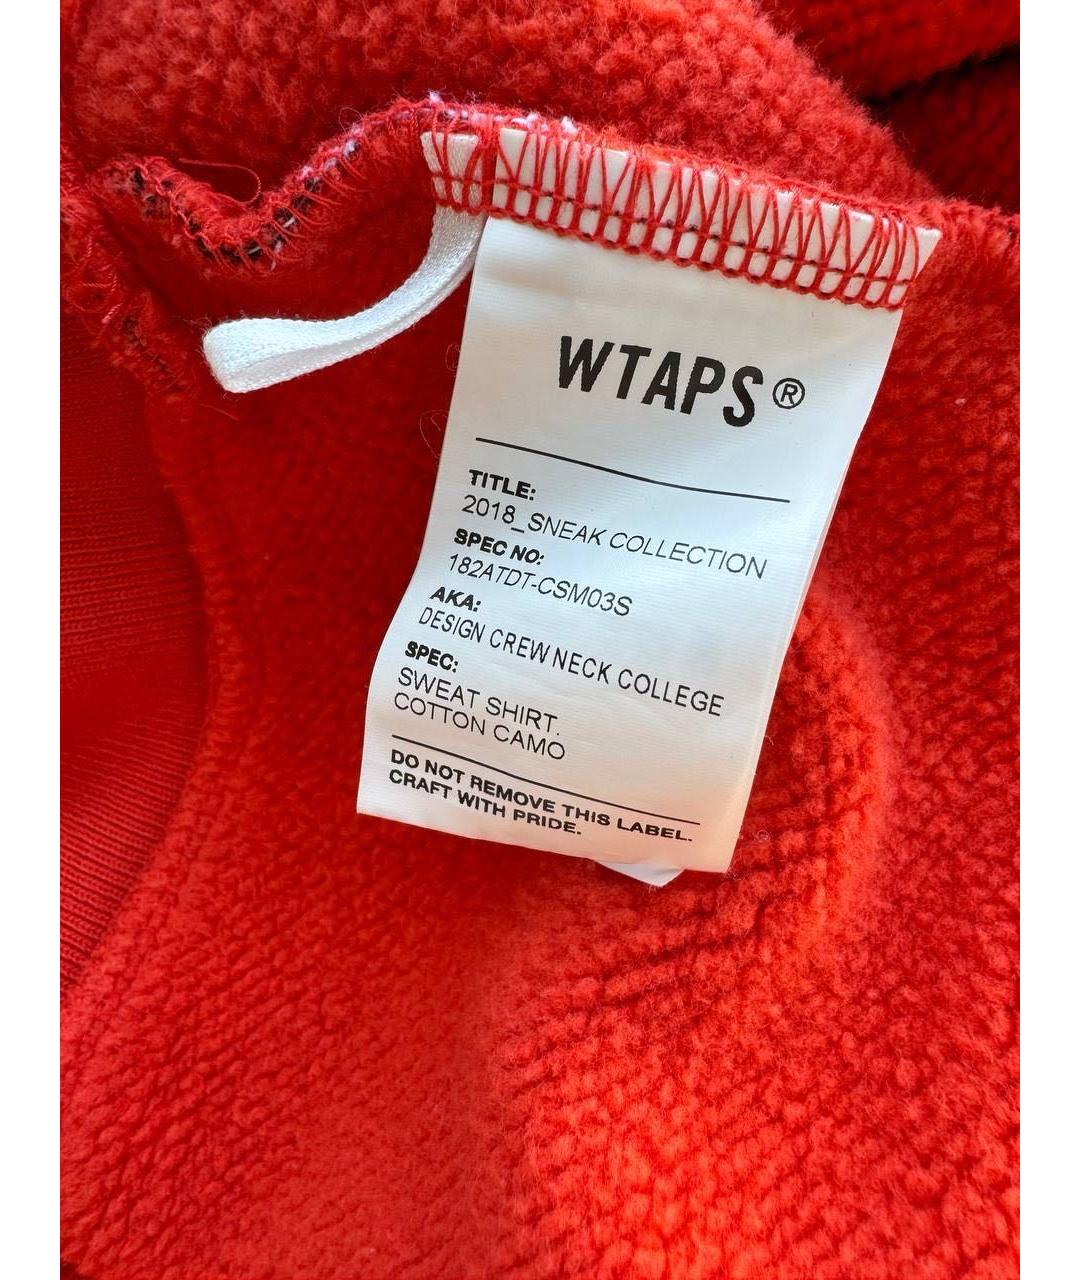 WTAPS®
TITLE:
2018_SNEAK COLLECTION
SPEC NO:
182ATDT-CSM03S
AKA:
DESIGN CREW NECK COLLEGE
SPEC:
SWEAT SHIRT.
COTTON CAMO
DO NOT REMOVE THIS LABEL.
CRAFT WITH PRIDE.